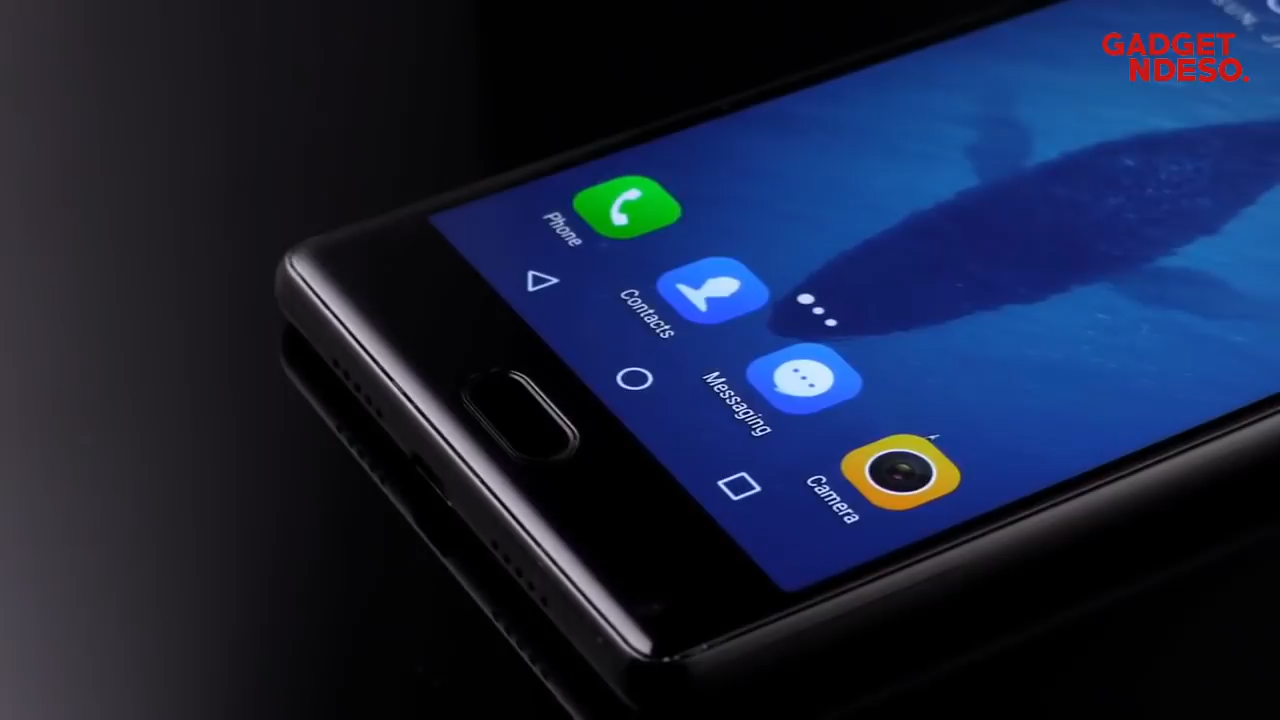 GADGET
NDESO.
Phone
Contacts
Messaging
Camera